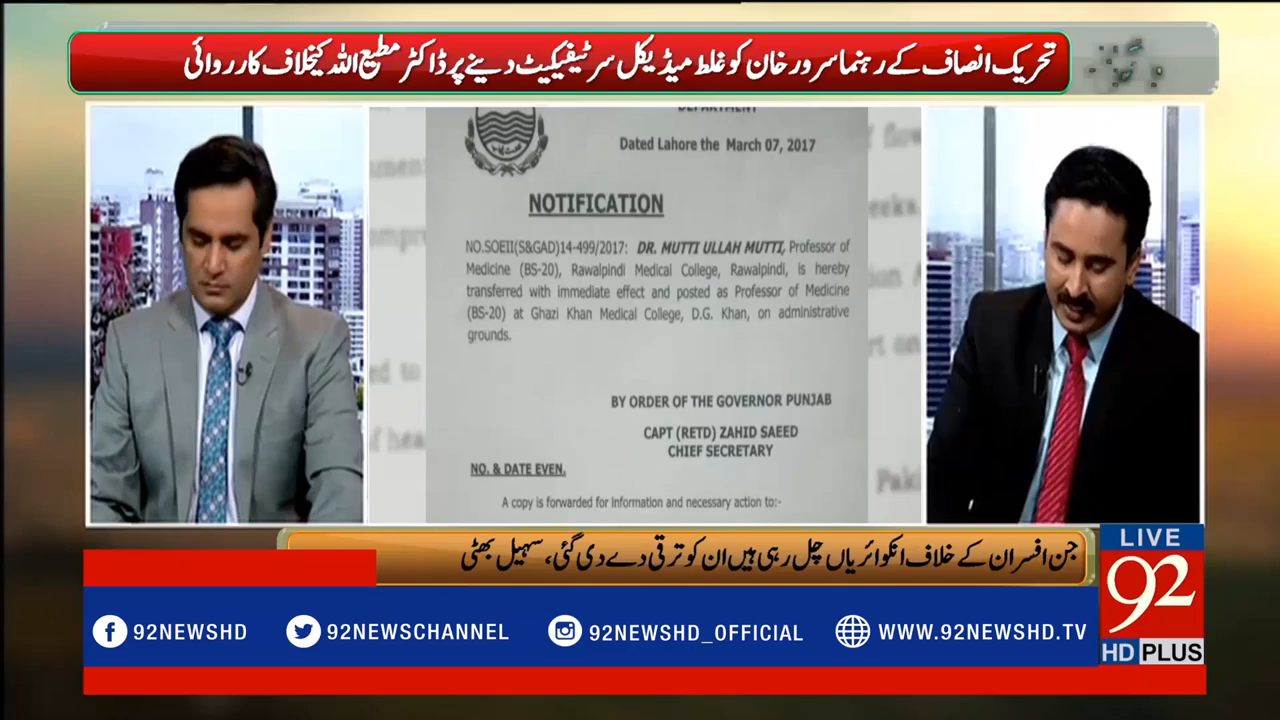 تحریک انصاف کے رہنما سرور خان کو غلط میڈیکل سرٹیفیکیٹ دینے پر ڈاکٹر مطیع اللہ کیخلاف کارروائی
DEPARTMENT
Dated Lahore the March 07, 2017
NOTIFICATION
NO.SOEII(S&GAD)14-499/2017: DR. MUTTI ULLAH MUTTI, Professor of
Medicine (BS-20), Rawalpindi Medical College, Rawalpindi, is hereby
transferred with immediate effect and posted as Professor of Medicine
(BS-20) at Ghazi Khan Medical College, D.G. Khan, on administrative
grounds.
BY ORDER OF THE GOVERNOR PUNJAB
CAPT (RETD) ZAHID SAEED
CHIEF SECRETARY
NO. & DATE EVEN.
A copy is forwarded for information and necessary action to:-
جن افسران کے خلاف انکوائریاں چل رہی ہیں ان کو ترقی دے دی گئی، سہیل بھٹی
LIVE
92
HD PLUS
92NEWSHD
92NEWSCHANNEL
92NEWSHD_OFFICIAL
WWW.92NEWSHD.TV